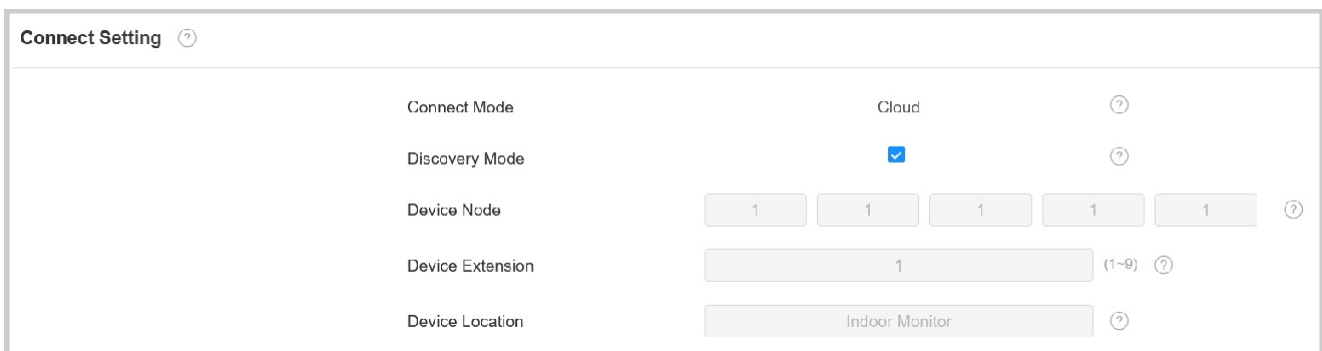 Connect Setting ?
Connect Mode Cloud ?
Discovery Mode ?
Device Node 1 1 1 1 1 ?
Device Extension 1 (1~9) ?
Device Location Indoor Monitor ?